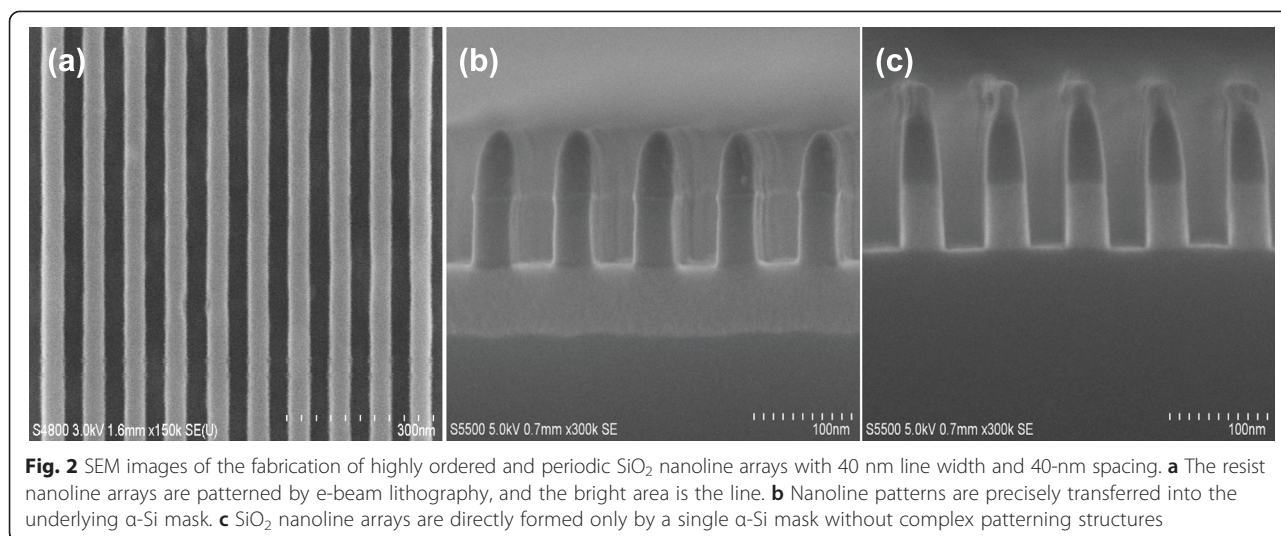 (a)
(b)
(c)
S4800 3.0kV 1.6mm x150k SE(U)
300nm
S5500 5.0kV 0.7mm x300k SE
100nm
S5500 5.0kV 0.7mm x300k SE
100nm
Fig. 2 SEM images of the fabrication of highly ordered and periodic SiO₂ nanoline arrays with 40 nm line width and 40-nm spacing. a The resist
nanoline arrays are patterned by e-beam lithography, and the bright area is the line. b Nanoline patterns are precisely transferred into the
underlying α-Si mask. c SiO₂ nanoline arrays are directly formed only by a single α-Si mask without complex patterning structures